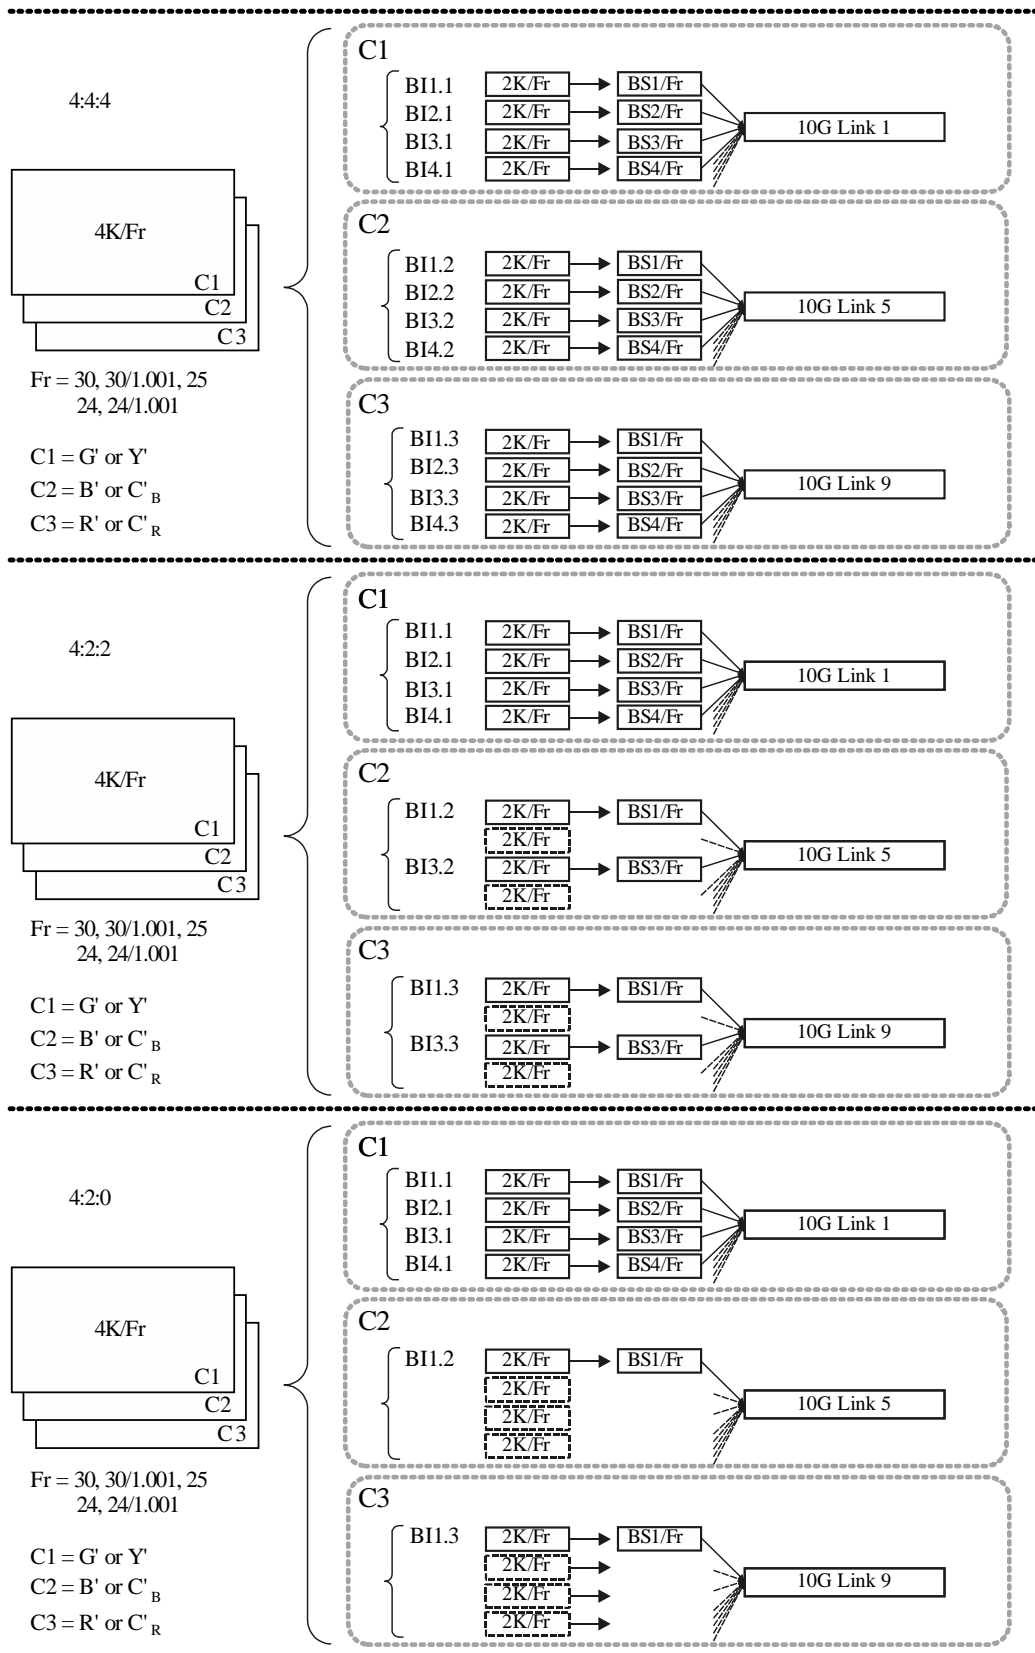 4:4:4
4K/Fr
C1
C2
C3
Fr = 30, 30/1.001, 25
24, 24/1.001
C1 = G' or Y'
C2 = B' or C'B
C3 = R' or C'R
C1
BI1.1 2K/Fr BS1/Fr
BI2.1 2K/Fr BS2/Fr
BI3.1 2K/Fr BS3/Fr
BI4.1 2K/Fr BS4/Fr
10G Link 1
C2
BI1.2 2K/Fr BS1/Fr
BI2.2 2K/Fr BS2/Fr
BI3.2 2K/Fr BS3/Fr
BI4.2 2K/Fr BS4/Fr
10G Link 5
C3
BI1.3 2K/Fr BS1/Fr
BI2.3 2K/Fr BS2/Fr
BI3.3 2K/Fr BS3/Fr
BI4.3 2K/Fr BS4/Fr
10G Link 9
4:2:2
4K/Fr
C1
C2
C3
Fr = 30, 30/1.001, 25
24, 24/1.001
C1 = G' or Y'
C2 = B' or C'B
C3 = R' or C'R
C1
BI1.1 2K/Fr BS1/Fr
BI2.1 2K/Fr BS2/Fr
BI3.1 2K/Fr BS3/Fr
BI4.1 2K/Fr BS4/Fr
10G Link 1
C2
BI1.2 2K/Fr BS1/Fr
2K/Fr
BI3.2 2K/Fr BS3/Fr
2K/Fr
10G Link 5
C3
BI1.3 2K/Fr BS1/Fr
2K/Fr
BI3.3 2K/Fr BS3/Fr
2K/Fr
10G Link 9
4:2:0
4K/Fr
C1
C2
C3
Fr = 30, 30/1.001, 25
24, 24/1.001
C1 = G' or Y'
C2 = B' or C'B
C3 = R' or C'R
C1
BI1.1 2K/Fr BS1/Fr
BI2.1 2K/Fr BS2/Fr
BI3.1 2K/Fr BS3/Fr
BI4.1 2K/Fr BS4/Fr
10G Link 1
C2
BI1.2 2K/Fr BS1/Fr
2K/Fr
2K/Fr
2K/Fr
10G Link 5
C3
BI1.3 2K/Fr BS1/Fr
2K/Fr
2K/Fr
2K/Fr
10G Link 9